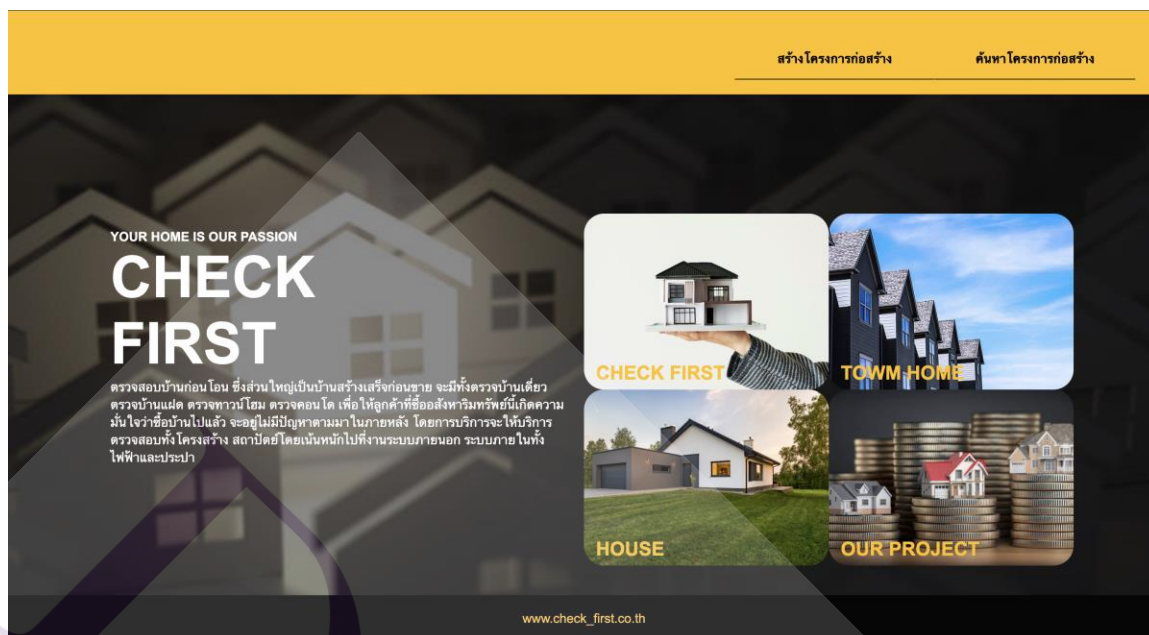 สร้างโครงการก่อสร้าง
ค้นหาโครงการก่อสร้าง
YOUR HOME IS OUR PASSION
CHECK
FIRST
ตรวจสอบบ้านก่อนโอน ซึ่งส่วนใหญ่เป็นบ้านสร้างเสร็จก่อนขาย จะมีทั้งตรวจบ้านเดี่ยว
ตรวจบ้านแฝด ตรวจทาวน์โฮม ตรวจคอนโด เพื่อให้ลูกค้าที่ซื้ออสังหาริมทรัพย์นี้เกิดความ
มั่นใจว่าซื้อบ้านไปแล้ว จะอยู่ไม่มีปัญหาตามมาในภายหลัง โดยการบริการจะให้บริการ
ตรวจสอบทั้งโครงสร้าง สถาปัตย์โดยเน้นหนักไปที่งานระบบภายนอก ระบบภายในทั้ง
ไฟฟ้าและประปา
CHECK FIRST
TOWM HOME
HOUSE
OUR PROJECT
www.check_first.co.th